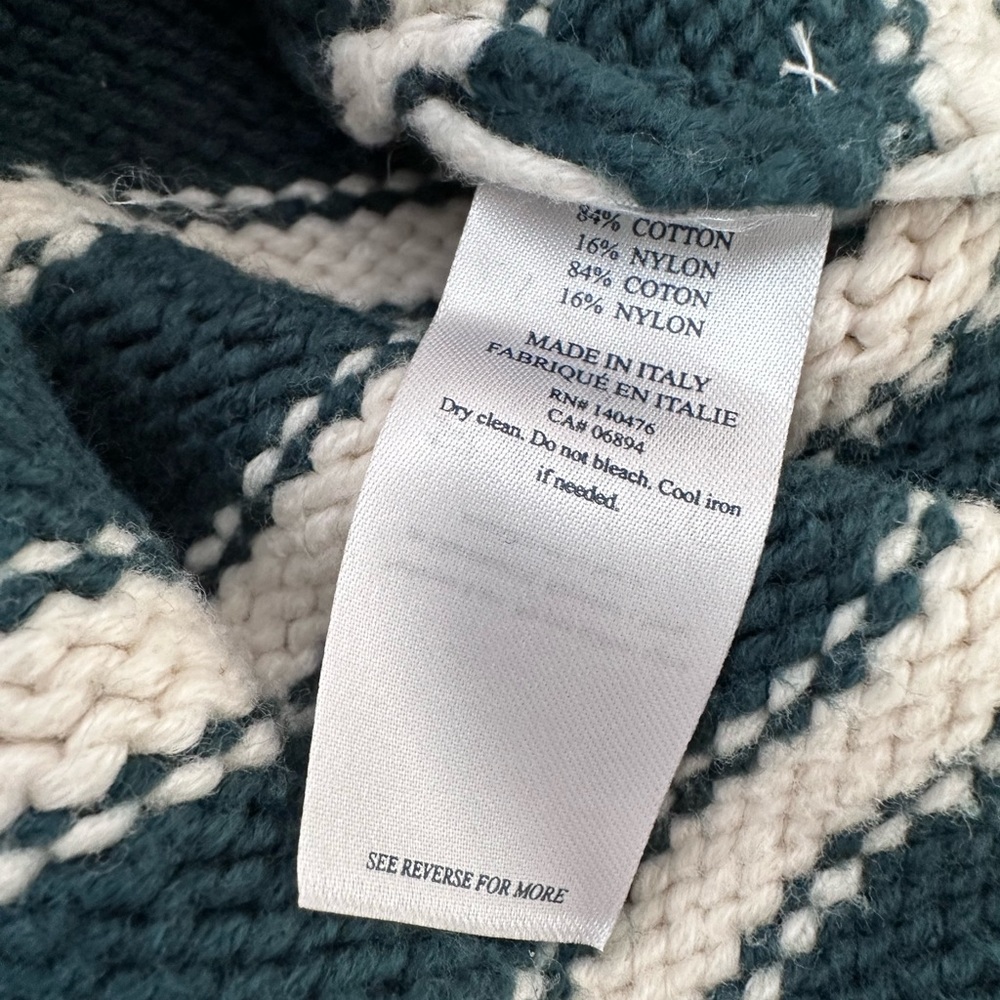 84% COTTON
16% NYLON
84% COTON
16% NYLON
MADE IN ITALY
FABRIQUÉ EN ITALIE
RN# 140476
CA# 06894
Dry clean. Do not bleach. Cool iron
if needed.
SEE REVERSE FOR MORE